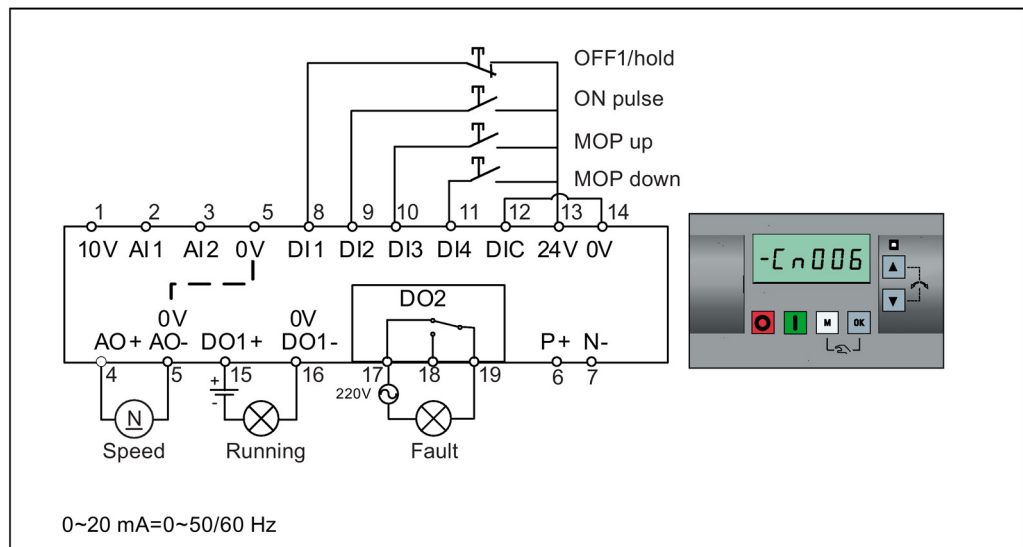 OFF1/hold
ON pulse
MOP up
MOP down
1 2 3 5 8 9 10 11 12 13 14
10V AI1 AI2 0V DI1 DI2 DI3 DI4 DIC 24V 0V
-Cn006
DO2
0V 0V
AO+ AO- DO1+ DO1- P+ N-
4 5 15 16 17 18 19 6 7
+
-
220V
N
M OK
Speed Running Fault
0~20 mA=0~50/60 Hz